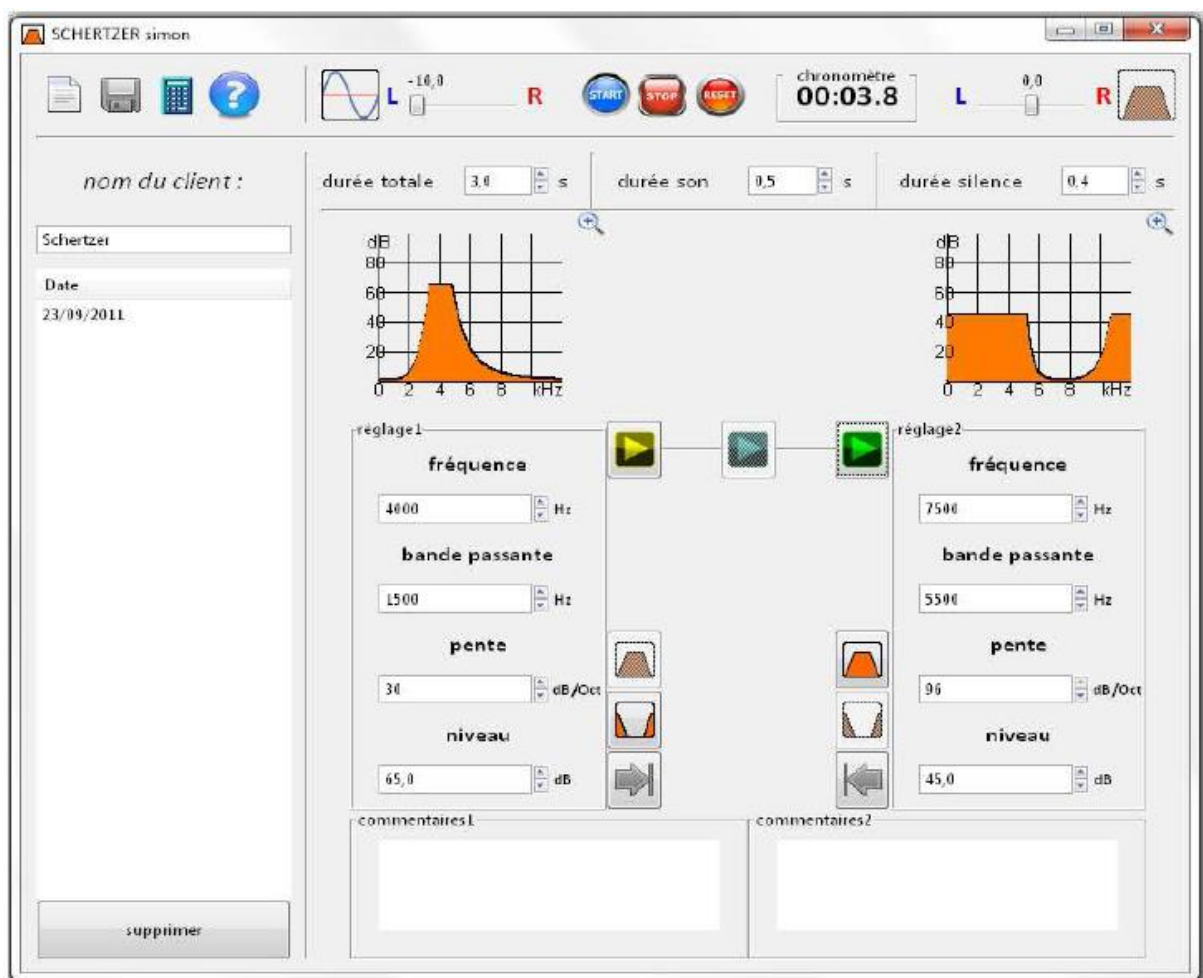 SCHERTZER simon
-10,0
L R
START STOP RESET
chronomètre
00:03.8
0,0
L R
nom du client :
Schertzer
Date
23/09/2011
supprimer
durée totale 3,0 s
durée son 0,5 s
durée silence 0,4 s
dB
80
60
40
20
0 2 4 6 8 kHz
dB
80
60
40
20
0 2 4 6 8 kHz
réglage1
fréquence
4000 Hz
bande passante
1500 Hz
pente
30 dB/Oct
niveau
65,0 dB
réglage2
fréquence
7500 Hz
bande passante
5500 Hz
pente
96 dB/Oct
niveau
45,0 dB
commentaires1
commentaires2